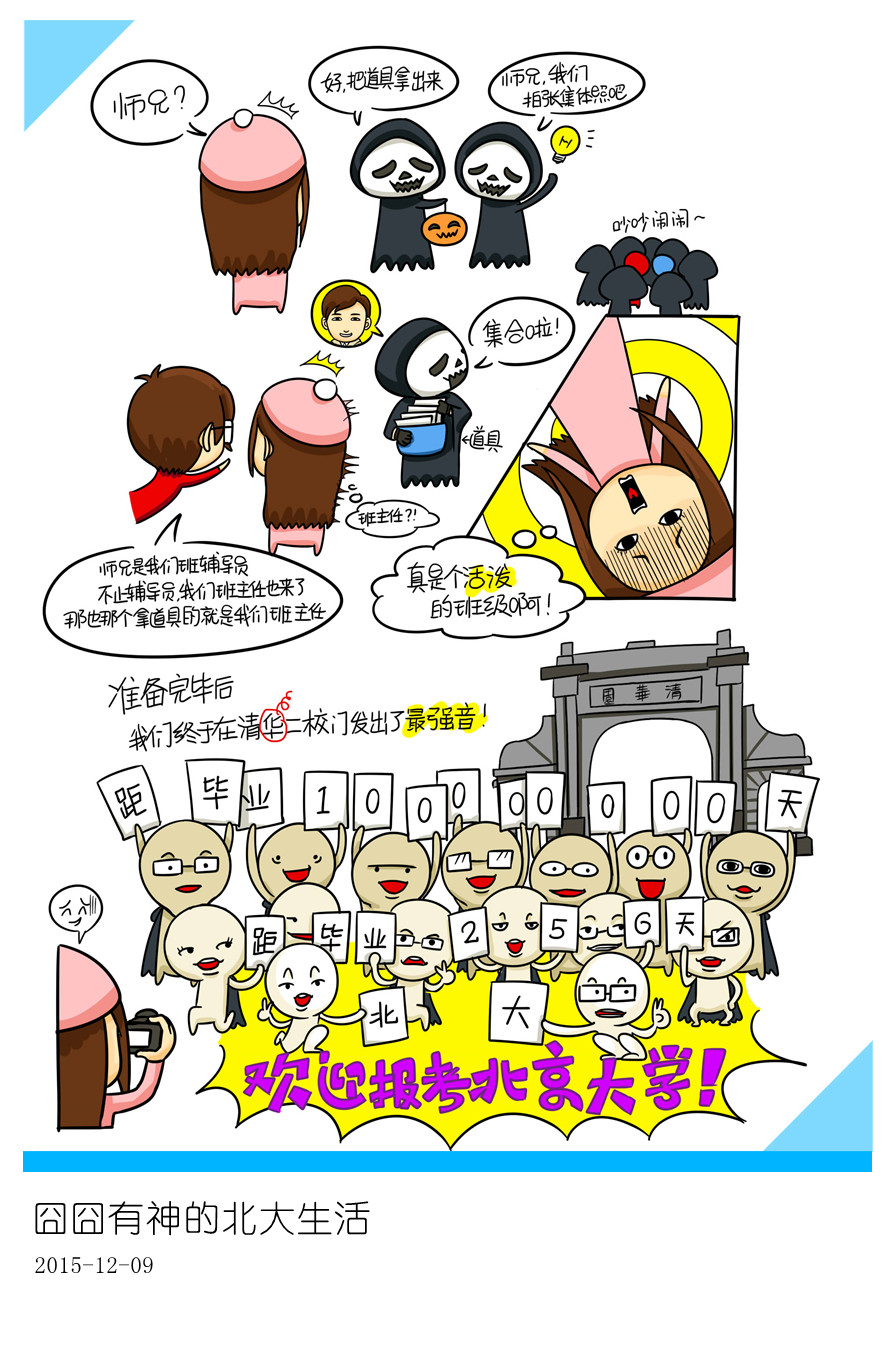 师兄？
好，把道具拿出来
师兄，我们
拍张集体照吧
吵吵闹闹～
集合啦！
←道具
班主任?!
师兄是我们班辅导员
不止辅导员，我们班主任也来了
那边那个拿道具的就是我们班主任
真是个活泼
的班级啊！
准备完毕后
我们终于在清华二校门发出了最强音！
園華清
距毕业100000000天
距毕业256天
北大
欢迎报考北京大学！
囧囧有神的北大生活
2015-12-09